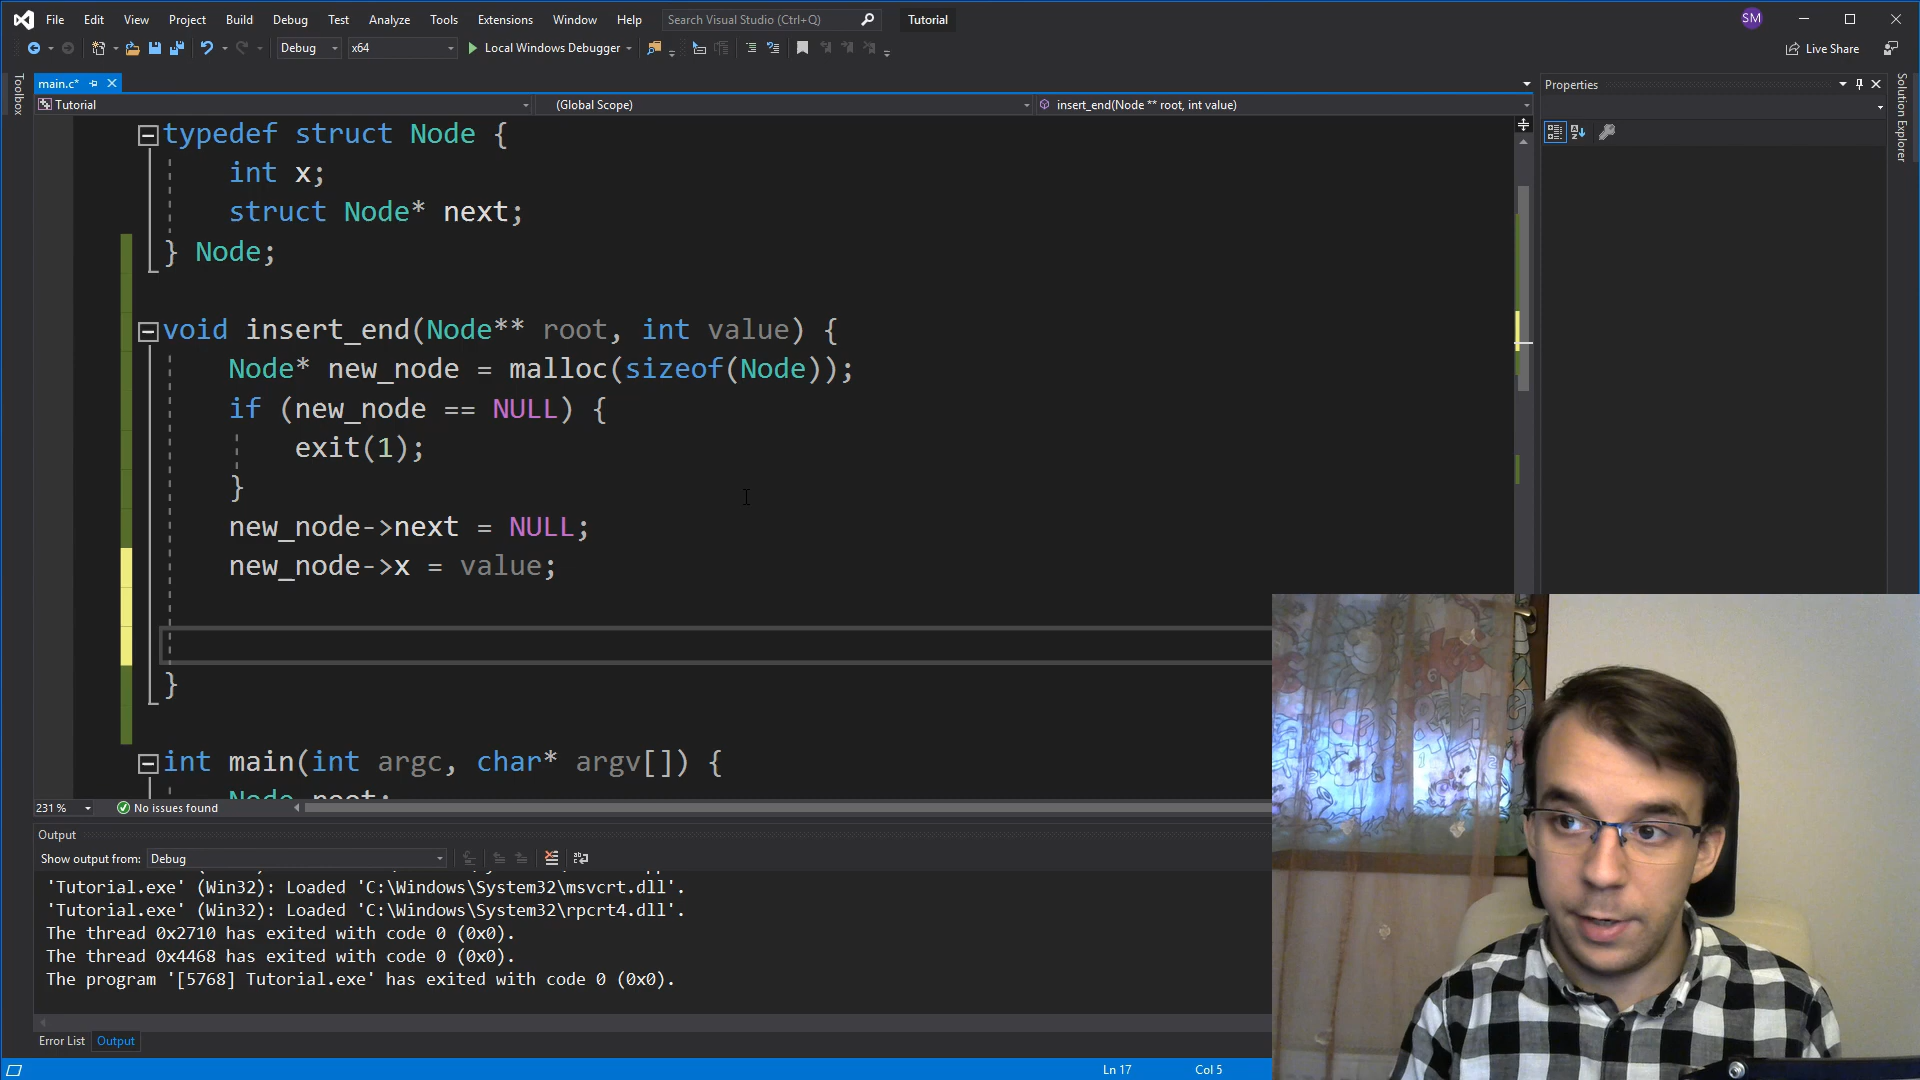 File Edit View Project Build Debug Test Analyze Tools Extensions Window Help Search Visual Studio (Ctrl+Q) Tutorial SM
Debug x64 Local Windows Debugger Live Share
Toolbox
main.c*
Tutorial (Global Scope) insert_end(Node ** root, int value)
Properties
Solution Explorer
typedef struct Node {
int x;
struct Node* next;
} Node;
void insert_end(Node** root, int value) {
Node* new_node = malloc(sizeof(Node));
if (new_node == NULL) {
exit(1);
}
new_node->next = NULL;
new_node->x = value;
}
int main(int argc, char* argv[]) {
Node root;
231 % No issues found
Output
Show output from: Debug
'Tutorial.exe' (Win32): Loaded 'C:\Windows\System32\msvcrt.dll'.
'Tutorial.exe' (Win32): Loaded 'C:\Windows\System32\rpcrt4.dll'.
The thread 0x2710 has exited with code 0 (0x0).
The thread 0x4468 has exited with code 0 (0x0).
The program '[5768] Tutorial.exe' has exited with code 0 (0x0).
Error List Output
Ln 17 Col 5